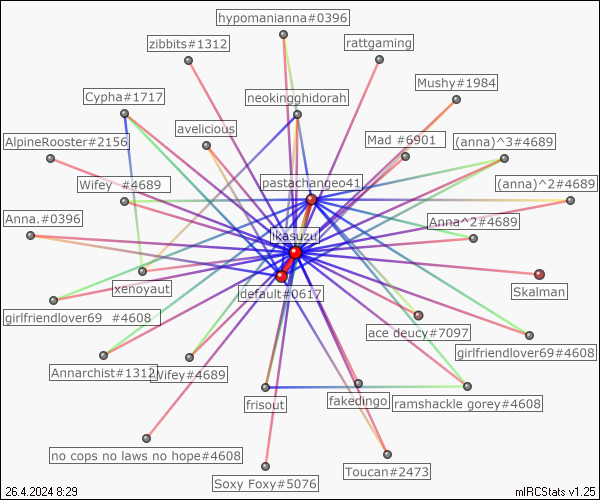 hypomanianna#0396
zibbits#1312
rattgaming
Mushy#1984
Cypha#1717
neokingghidorah
avelicious
AlpineRooster#2156
Mad #6901
(anna)^3#4689
Wifey  #4689
pastachangeo41
(anna)^2#4689
Anna.#0396
Anna^2#4689
ikasuzu
xenoyaut
Skalman
default#0617
girlfriendlover69  #4608
ace deucy#7097
girlfriendlover69#4608
Annarchist#1312
Wifey#4689
frisout
fakedingo
ramshackle gorey#4608
no cops no laws no hope#4608
Soxy Foxy#5076
Toucan#2473
26.4.2024 8:29
mIRCStats v1.25